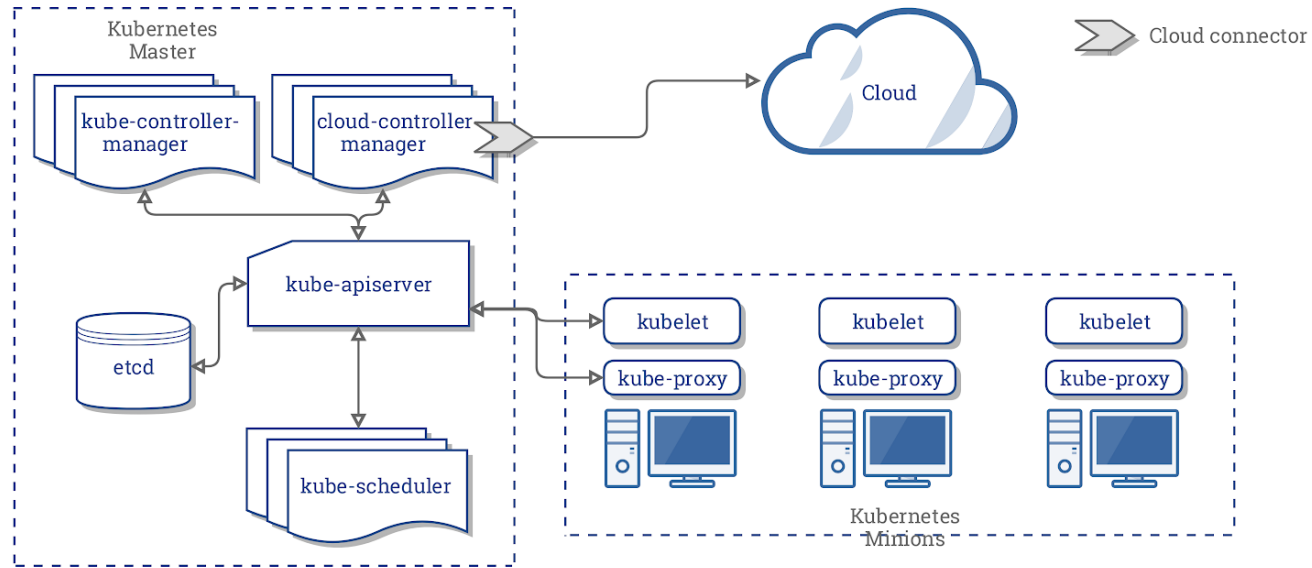 Kubernetes
Master
Cloud connector
Cloud
kube-controller-
manager
cloud-controller
manager
kube-apiserver
etcd
kube-scheduler
kubelet
kubelet
kubelet
kube-proxy
kube-proxy
kube-proxy
Kubernetes
Minions